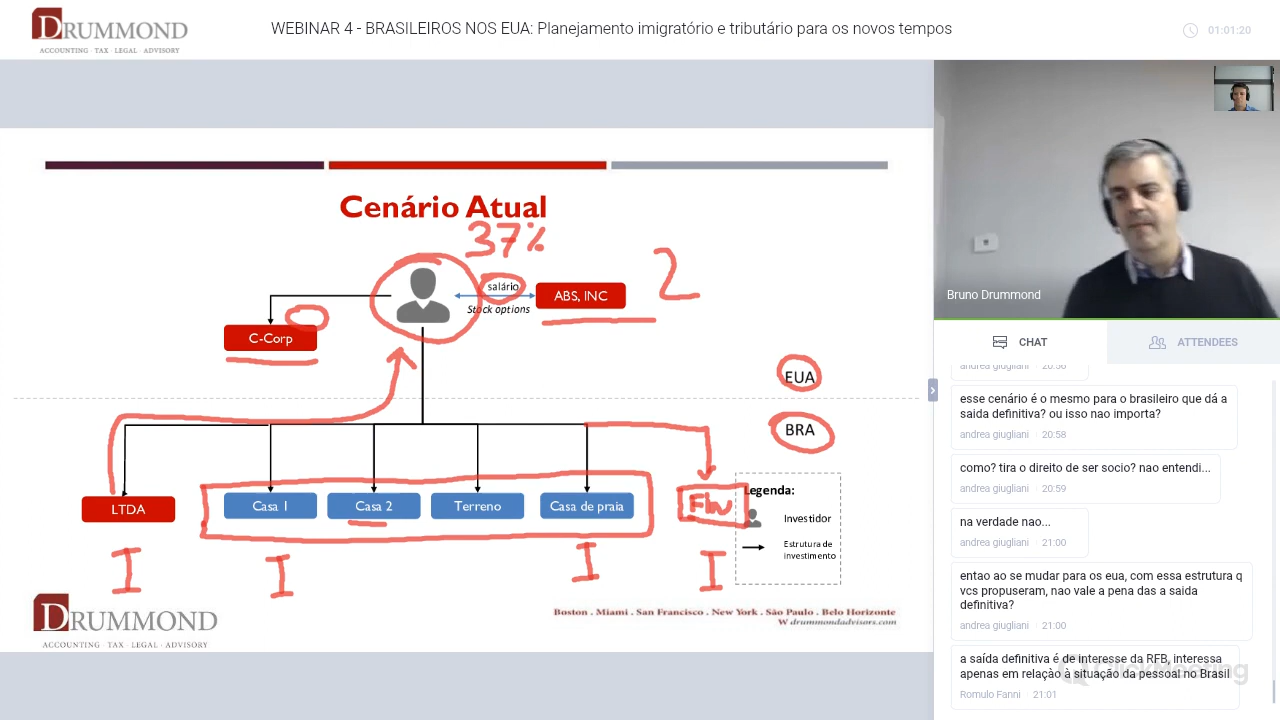 DRUMMOND
ACCOUNTING · TAX · LEGAL · ADVISORY
WEBINAR 4 - BRASILEIROS NOS EUA: Planejamento imigratório e tributário para os novos tempos
01:01:20
Cenário Atual
37%
salário
Stock options
ABS, INC
2
C-Corp
EUA
BRA
LTDA
Casa 1
Casa 2
Terreno
Casa de praia
Legenda:
Investidor
Estrutura de
investimento
I
I
I
I
DRUMMOND
ACCOUNTING · TAX · LEGAL · ADVISORY
Boston . Miami . San Francisco . New York . São Paulo . Belo Horizonte
W drummondadvisors.com
Bruno Drummond
CHAT
ATTENDEES
andrea giugliani · 20:56
esse cenário é o mesmo para o brasileiro que dá a
saida definitiva? ou isso nao importa?
andrea giugliani · 20:58
como? tira o direito de ser socio? nao entendi...
andrea giugliani · 20:59
na verdade nao...
andrea giugliani · 21:00
entao ao se mudar para os eua, com essa estrutura q
vcs propuseram, nao vale a pena das a saida
definitiva?
andrea giugliani · 21:00
a saída definitiva é de interesse da RFB, interessa
apenas em relação à situação da pessoal no Brasil
Romulo Fanni · 21:01
ClickMeeting